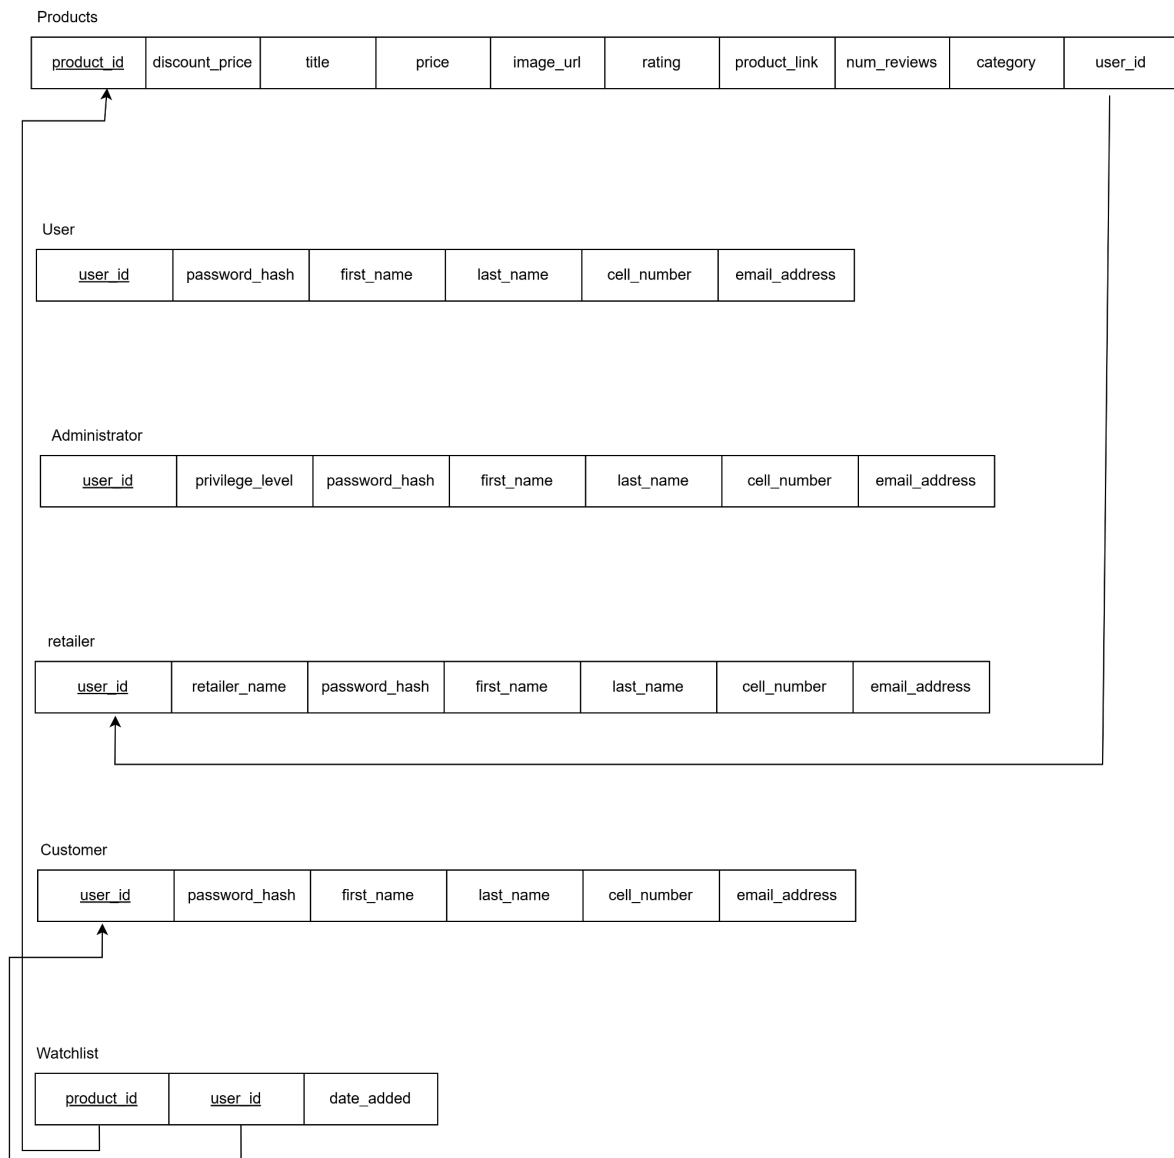 Products
product_id discount_price title price image_url rating product_link num_reviews category user_id
User
user_id password_hash first_name last_name cell_number email_address
Administrator
user_id privilege_level password_hash first_name last_name cell_number email_address
retailer
user_id retailer_name password_hash first_name last_name cell_number email_address
Customer
user_id password_hash first_name last_name cell_number email_address
Watchlist
product_id user_id date_added